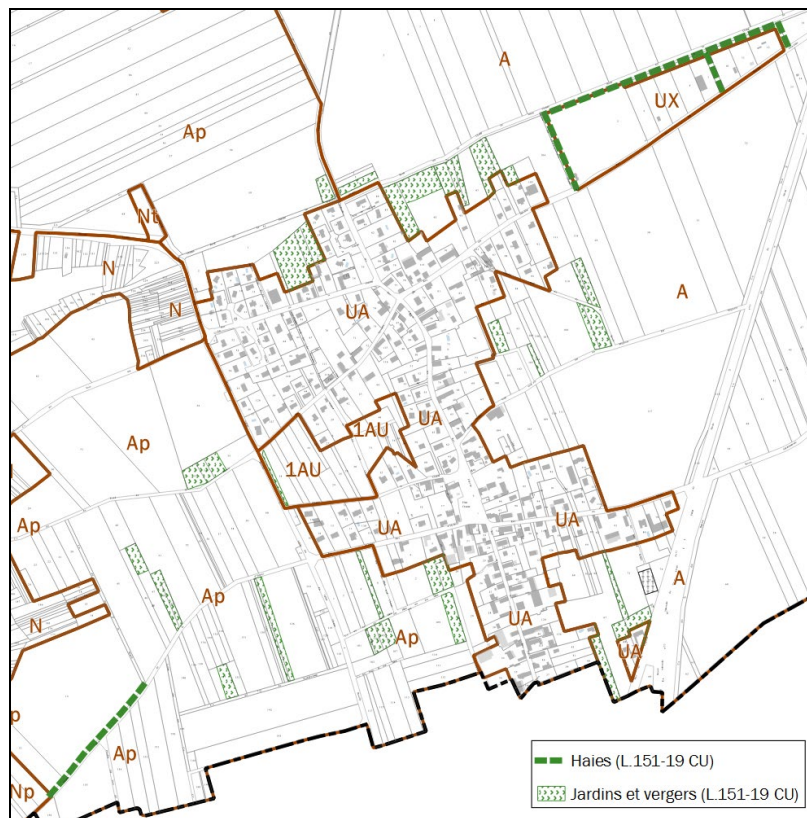 A
UX
Ap
Nt
N
N
A
UA
1AU
UA
Ap
1AU
Ap
UA
UA
A
Ap
Ap
N
UA
UA
p
Ap
Np
Haies (L.151-19 CU)
Jardins et vergers (L.151-19 CU)